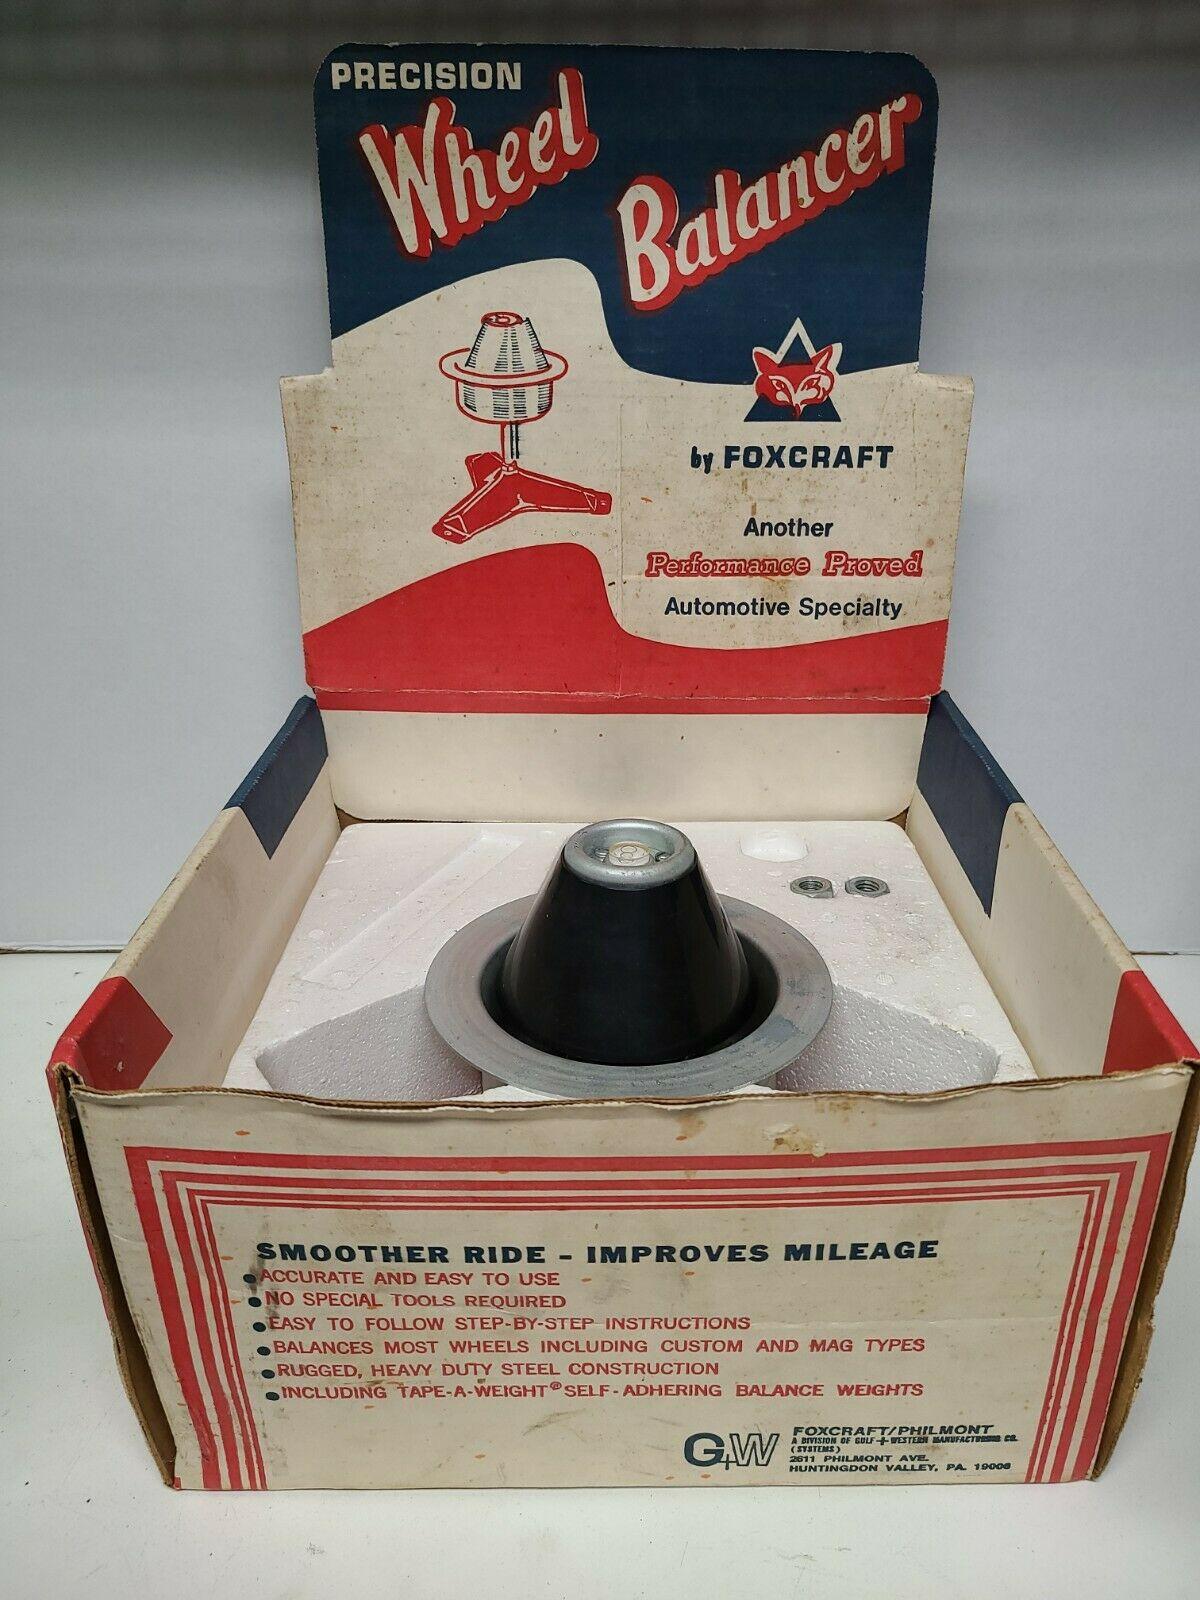 PRECISION
Wheel
Balancer
by FOXCRAFT
Another
Performance Proved
Automotive Specialty
SMOOTHER RIDE - IMPROVES MILEAGE
•ACCURATE AND EASY TO USE
•NO SPECIAL TOOLS REQUIRED
•EASY TO FOLLOW STEP-BY-STEP INSTRUCTIONS
•BALANCES MOST WHEELS INCLUDING CUSTOM AND MAG TYPES
•RUGGED, HEAVY DUTY STEEL CONSTRUCTION
•INCLUDING TAPE-A-WEIGHT® SELF-ADHERING BALANCE WEIGHTS
G+W
FOXCRAFT/PHILMONT
A DIVISION OF GULF + WESTERN MANUFACTURING CO.
(SYSTEMS)
2611 PHILMONT AVE.
HUNTINGDON VALLEY, PA. 19006